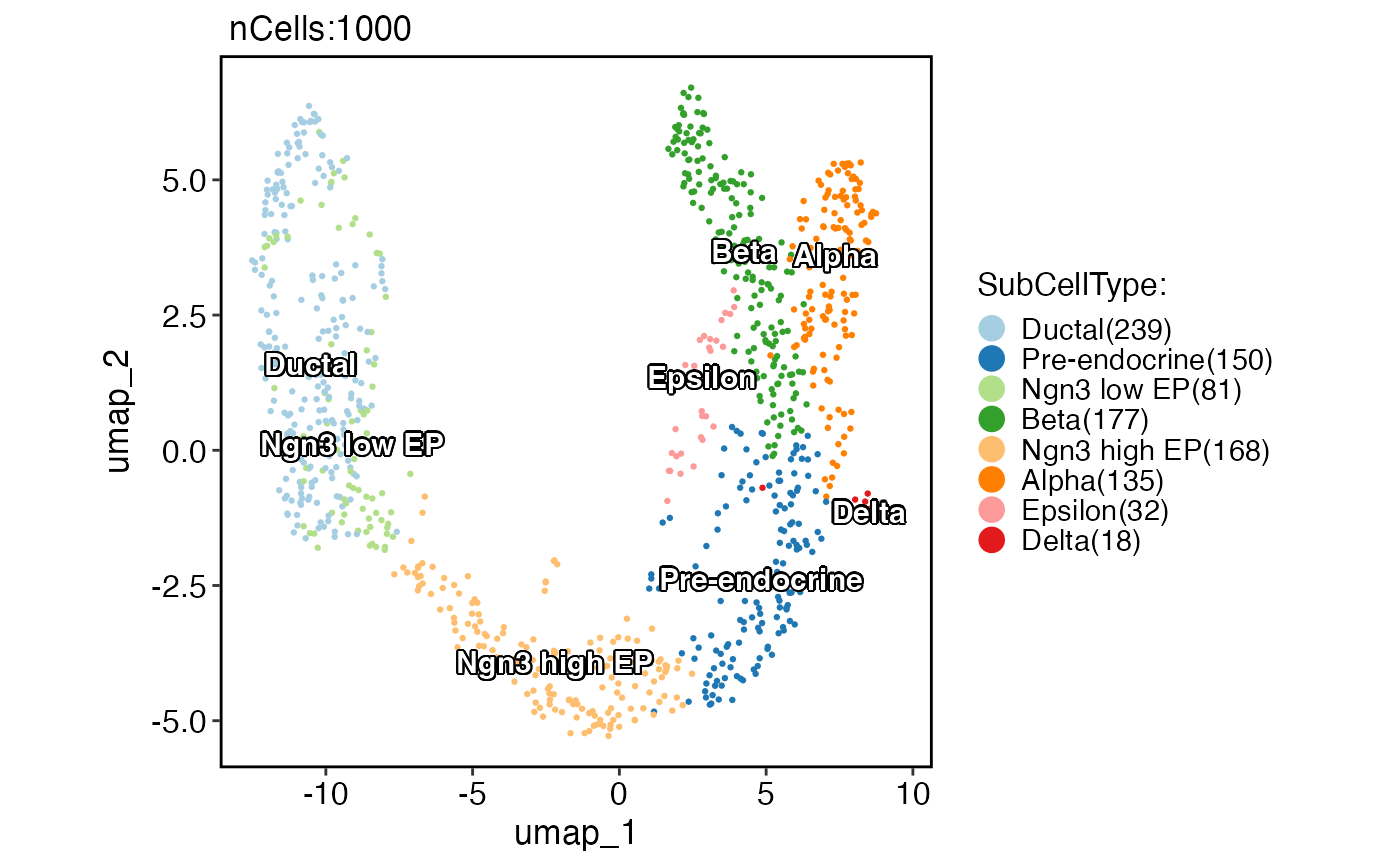 nCells:1000
5.0
2.5
0.0
-2.5
-5.0
umap_2
Beta
Alpha
Ductal
Epsilon
Ngn3 low EP
Delta
Pre-endocrine
Ngn3 high EP
-10
-5
0
5
10
umap_1
SubCellType:
Ductal(239)
Pre-endocrine(150)
Ngn3 low EP(81)
Beta(177)
Ngn3 high EP(168)
Alpha(135)
Epsilon(32)
Delta(18)